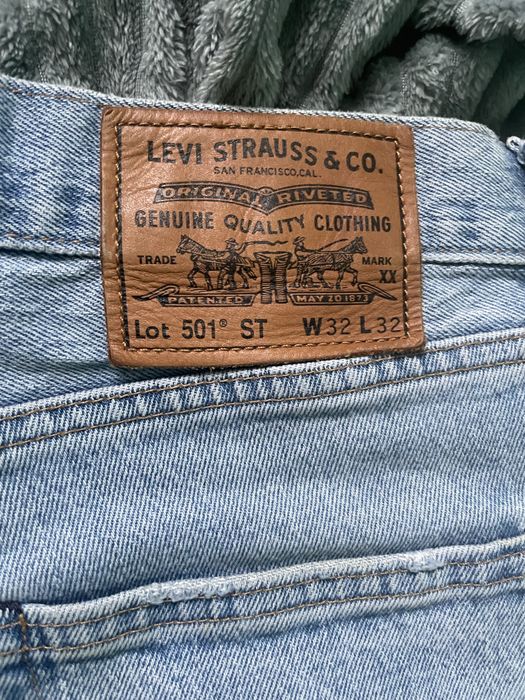 LEVI STRAUSS & CO.
SAN FRANCISCO, CAL.
ORIGINAL® RIVETED
GENUINE QUALITY CLOTHING
TRADE MARK
XX
PATENTED MAY 20 1873
Lot 501® ST W32 L32